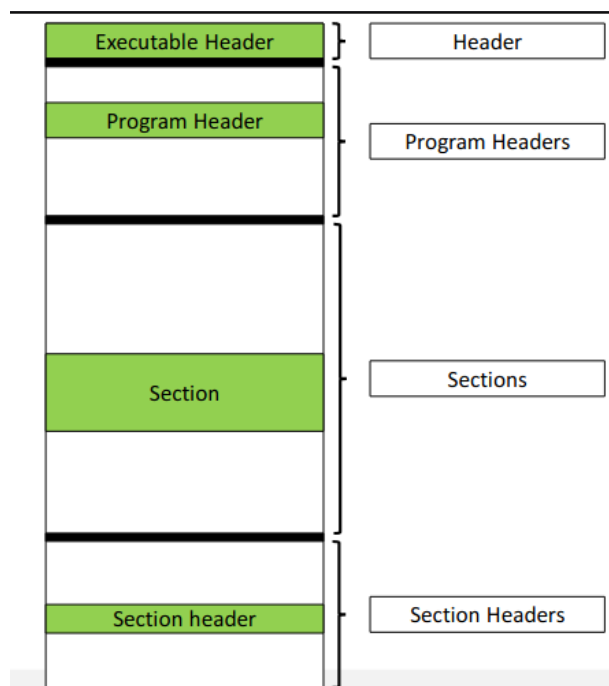 Executable Header
Header
Program Header
Program Headers
Section
Sections
Section header
Section Headers